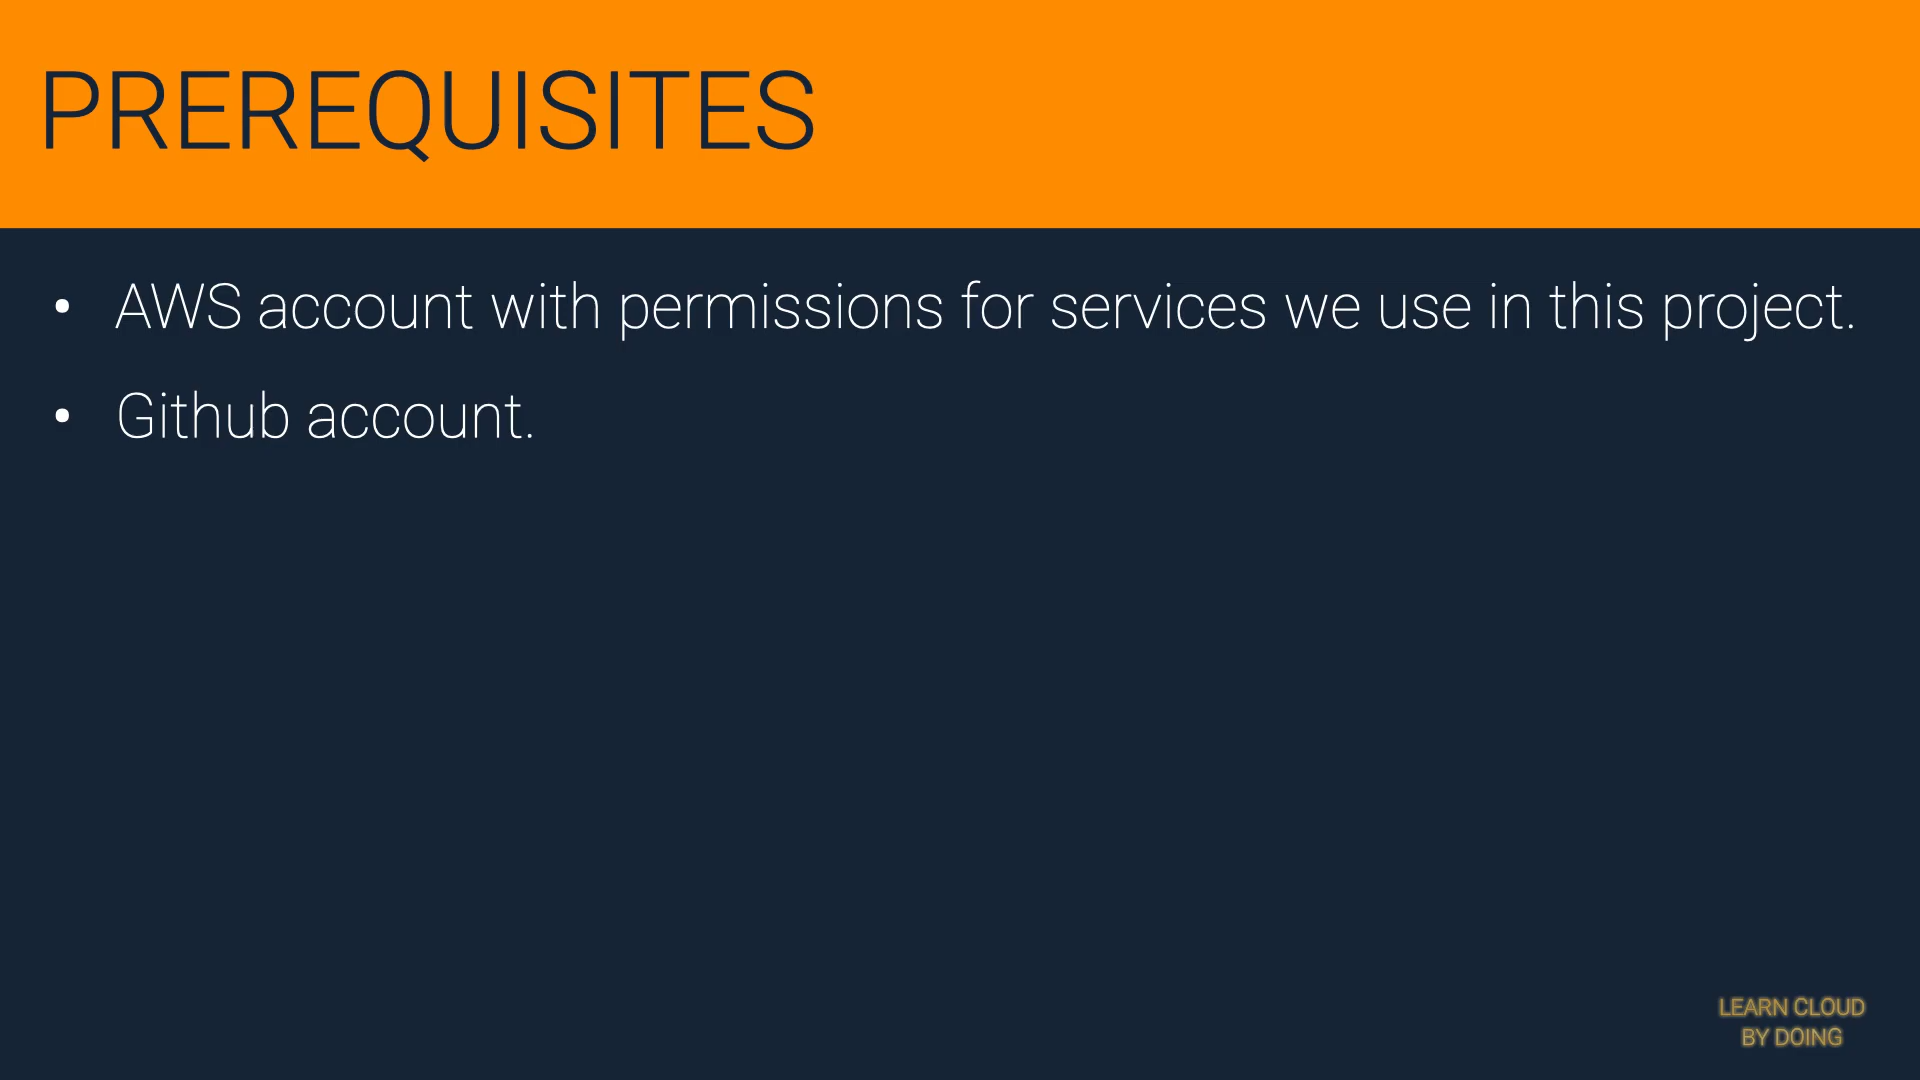 PREREQUISITES
• AWS account with permissions for services we use in this project.
• Github account.
LEARN CLOUD
BY DOING